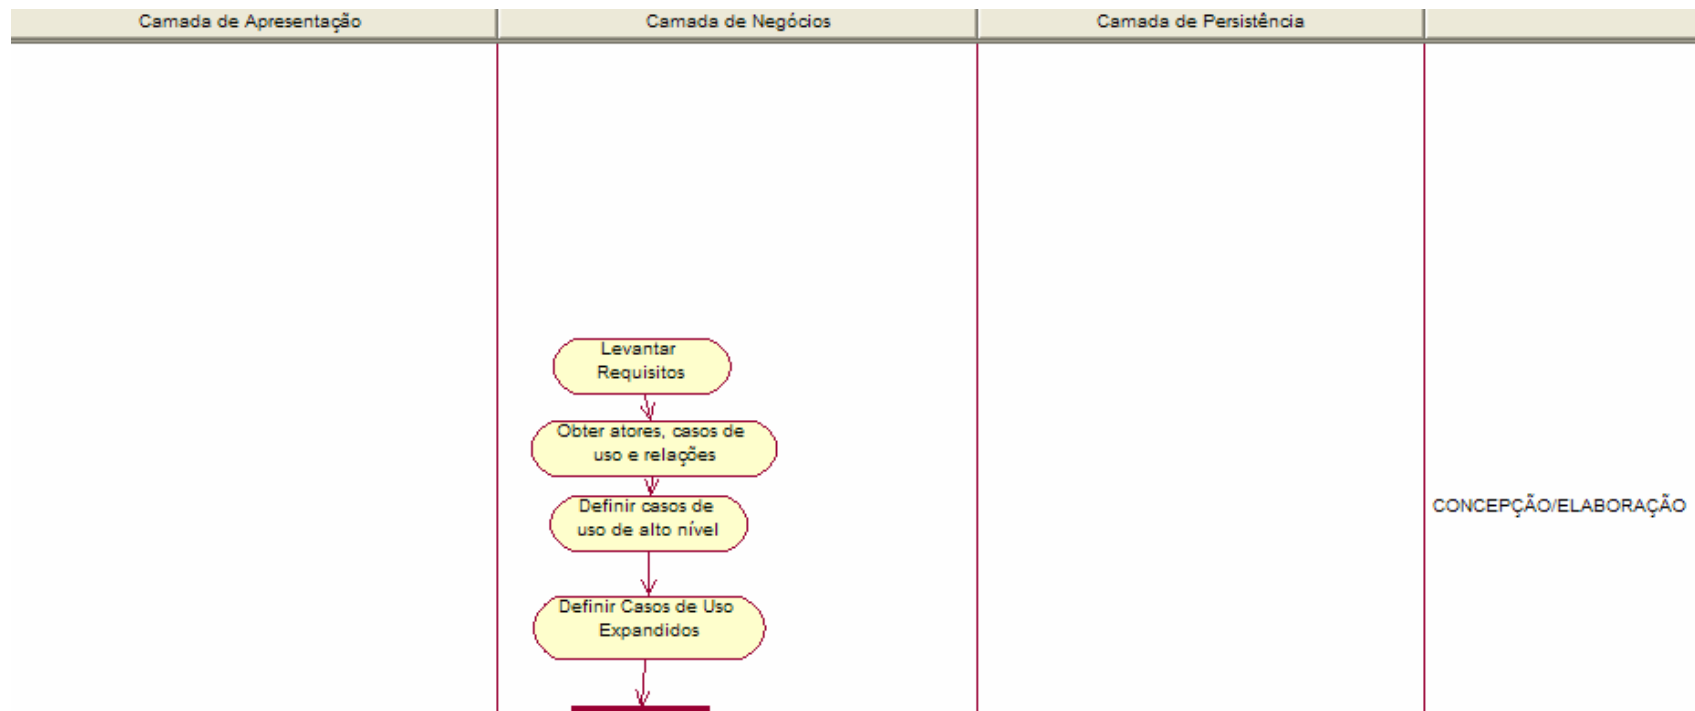 Camada de Apresentação
Camada de Negócios
Camada de Persistência
Levantar
Requisitos
Obter atores, casos de
uso e relações
Definir casos de
uso de alto nível
CONCEPÇÃO/ELABORAÇÃO
Definir Casos de Uso
Expandidos